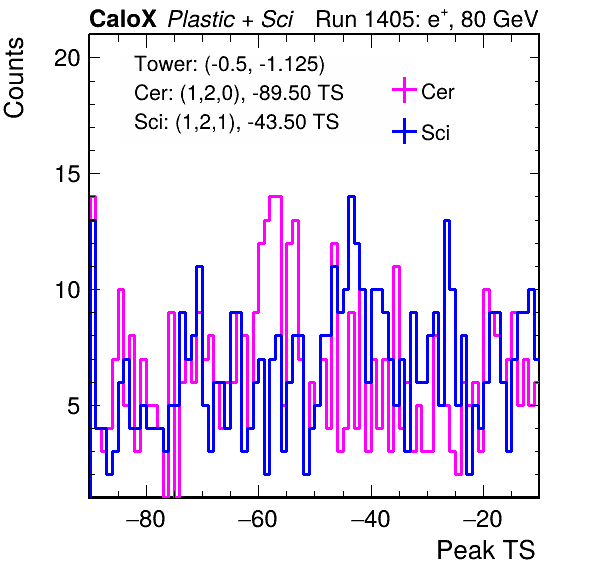 CaloX Plastic + Sci Run 1405: e+, 80 GeV
Counts
Tower: (-0.5, -1.125)
Cer: (1,2,0), -89.50 TS
Sci: (1,2,1), -43.50 TS
Cer
Sci
20
15
10
5
−80 −60 −40 −20
Peak TS